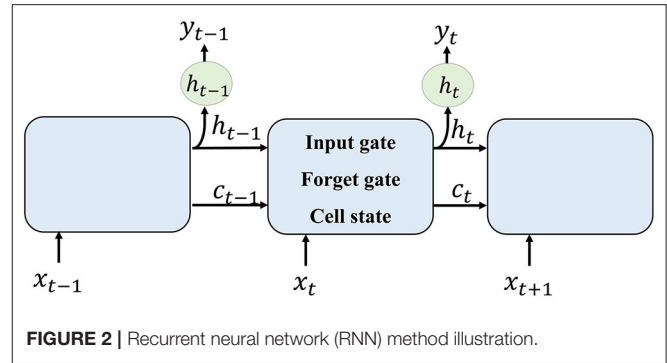 y_{t-1} y_t
h_{t-1} h_t
h_{t-1} h_t
Input gate
Forget gate
c_{t-1} c_t
Cell state
x_{t-1} x_t x_{t+1}
FIGURE 2 | Recurrent neural network (RNN) method illustration.